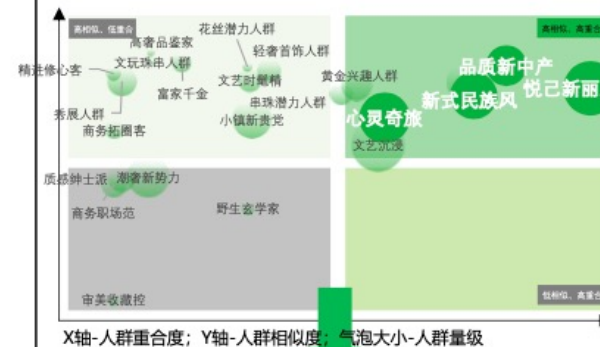 高相似、低重合
高相似、高重合
花丝潜力人群
高奢品鉴家
轻奢首饰人群
文玩珠串人群
精进修心客
品质新中产
黄金兴趣人群
文艺时髦精
悦己新丽
富家千金
新式民族风
串珠潜力人群
秀展人群
心灵奇旅
小镇新贵党
商务拓圈客
文艺沉浸
质感绅士派
潮奢新势力
野生玄学家
商务职场范
低相似、高重合
审美收藏控
X轴-人群重合度；Y轴-人群相似度；气泡大小-人群量级